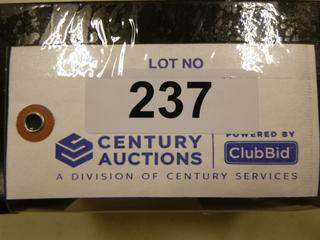 LOT NO
237
CENTURY AUCTIONS
POWERED BY
ClubBid
A DIVISION OF CENTURY SERVICES